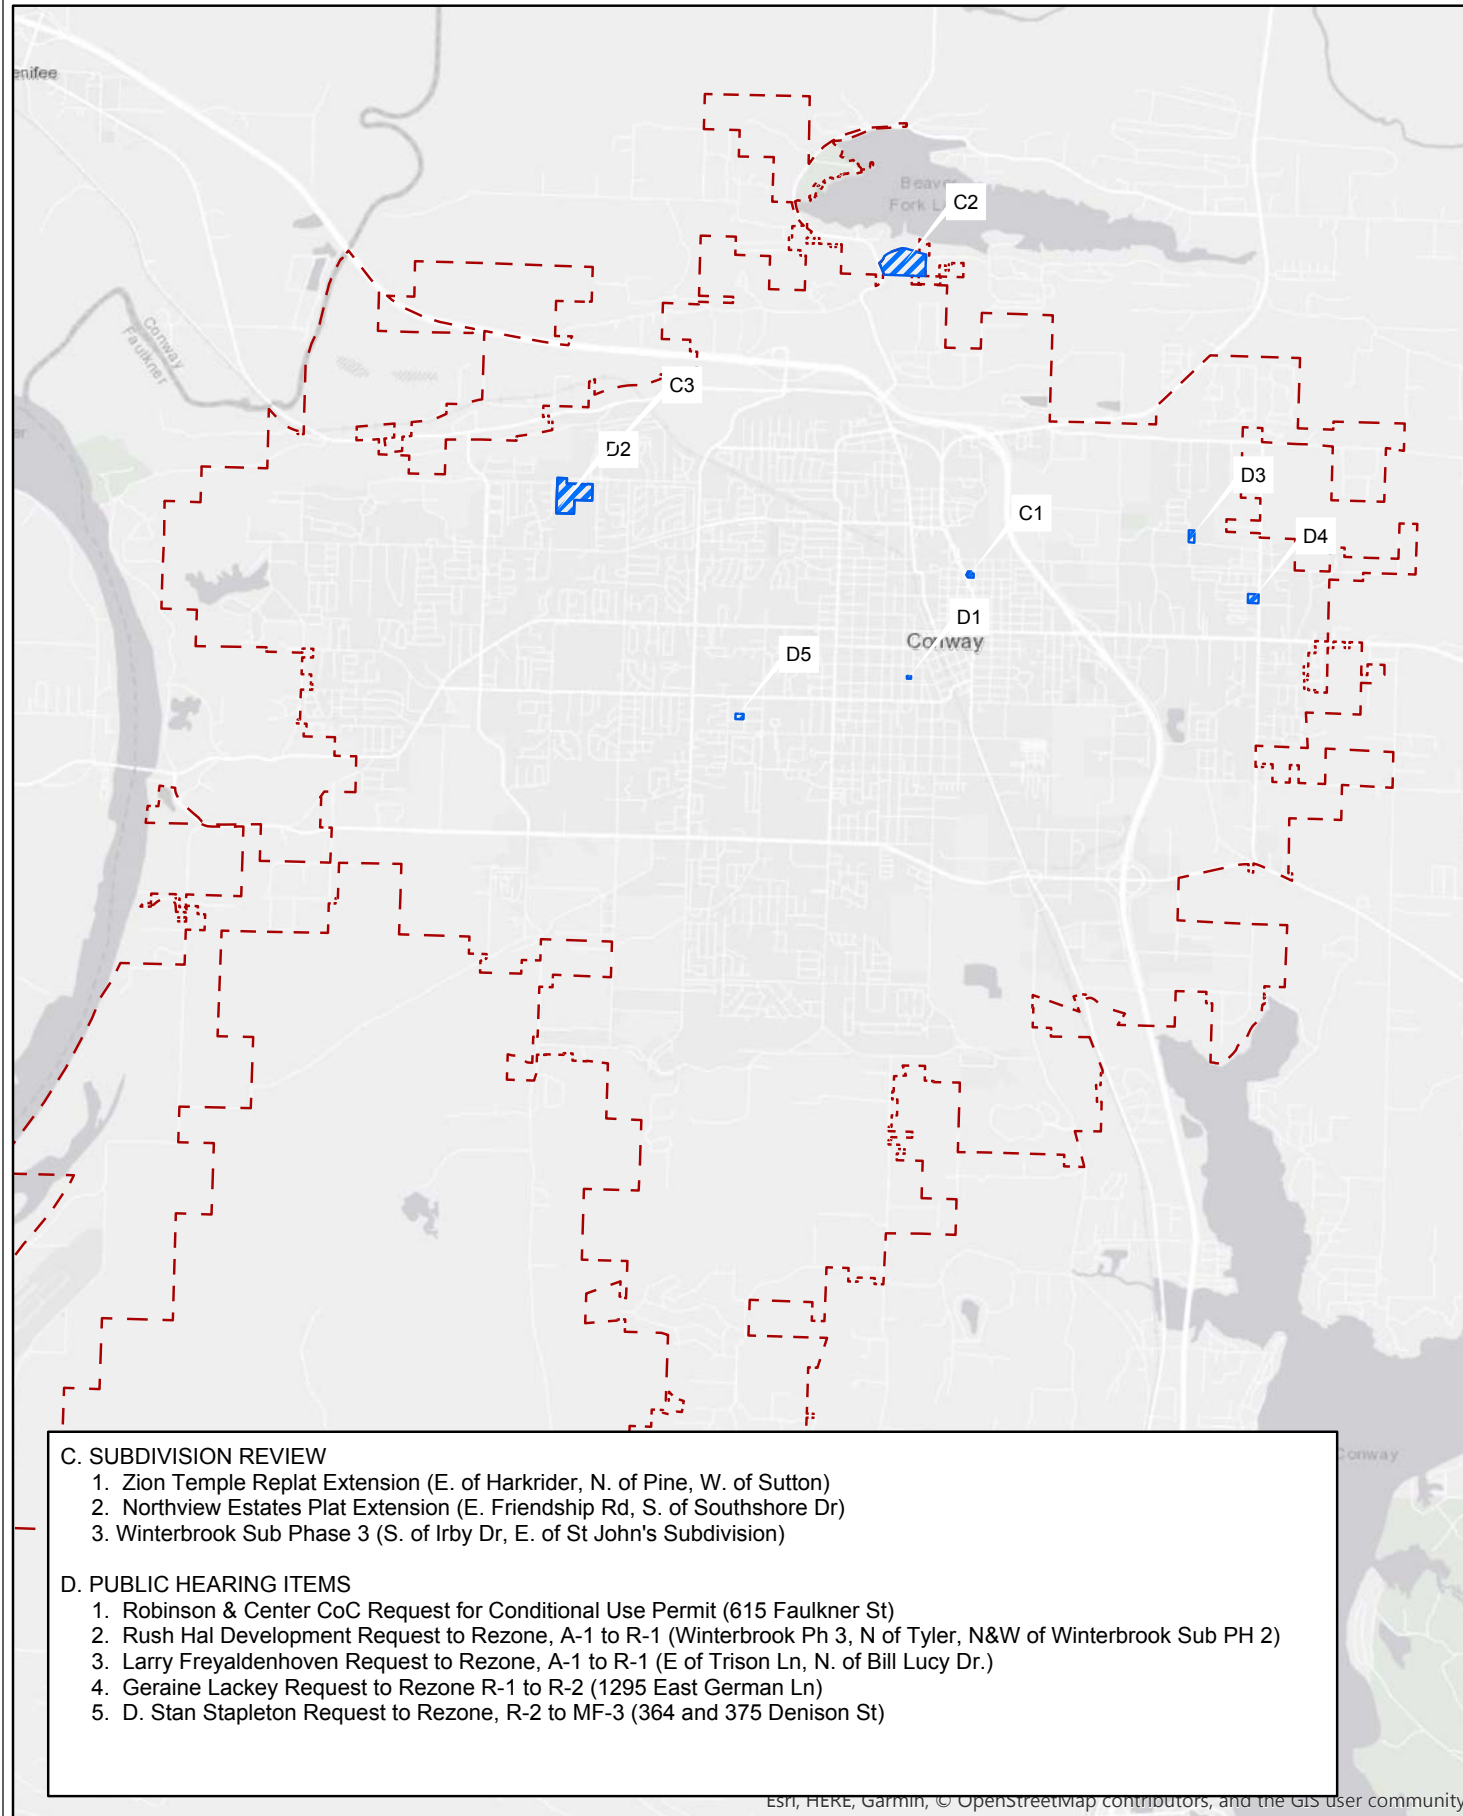 enifee
Beaver
Fork L
C2
Conway
Faulkner
er
C3
D2
D3
C1
D4
D1
Conway
D5
Conway
C. SUBDIVISION REVIEW
1. Zion Temple Replat Extension (E. of Harkrider, N. of Pine, W. of Sutton)
2. Northview Estates Plat Extension (E. Friendship Rd, S. of Southshore Dr)
3. Winterbrook Sub Phase 3 (S. of Irby Dr, E. of St John's Subdivision)
D. PUBLIC HEARING ITEMS
1. Robinson & Center CoC Request for Conditional Use Permit (615 Faulkner St)
2. Rush Hal Development Request to Rezone, A-1 to R-1 (Winterbrook Ph 3, N of Tyler, N&W of Winterbrook Sub PH 2)
3. Larry Freyaldenhoven Request to Rezone, A-1 to R-1 (E of Trison Ln, N. of Bill Lucy Dr.)
4. Geraine Lackey Request to Rezone R-1 to R-2 (1295 East German Ln)
5. D. Stan Stapleton Request to Rezone, R-2 to MF-3 (364 and 375 Denison St)
Esri, HERE, Garmin, © OpenStreetMap contributors, and the GIS user community